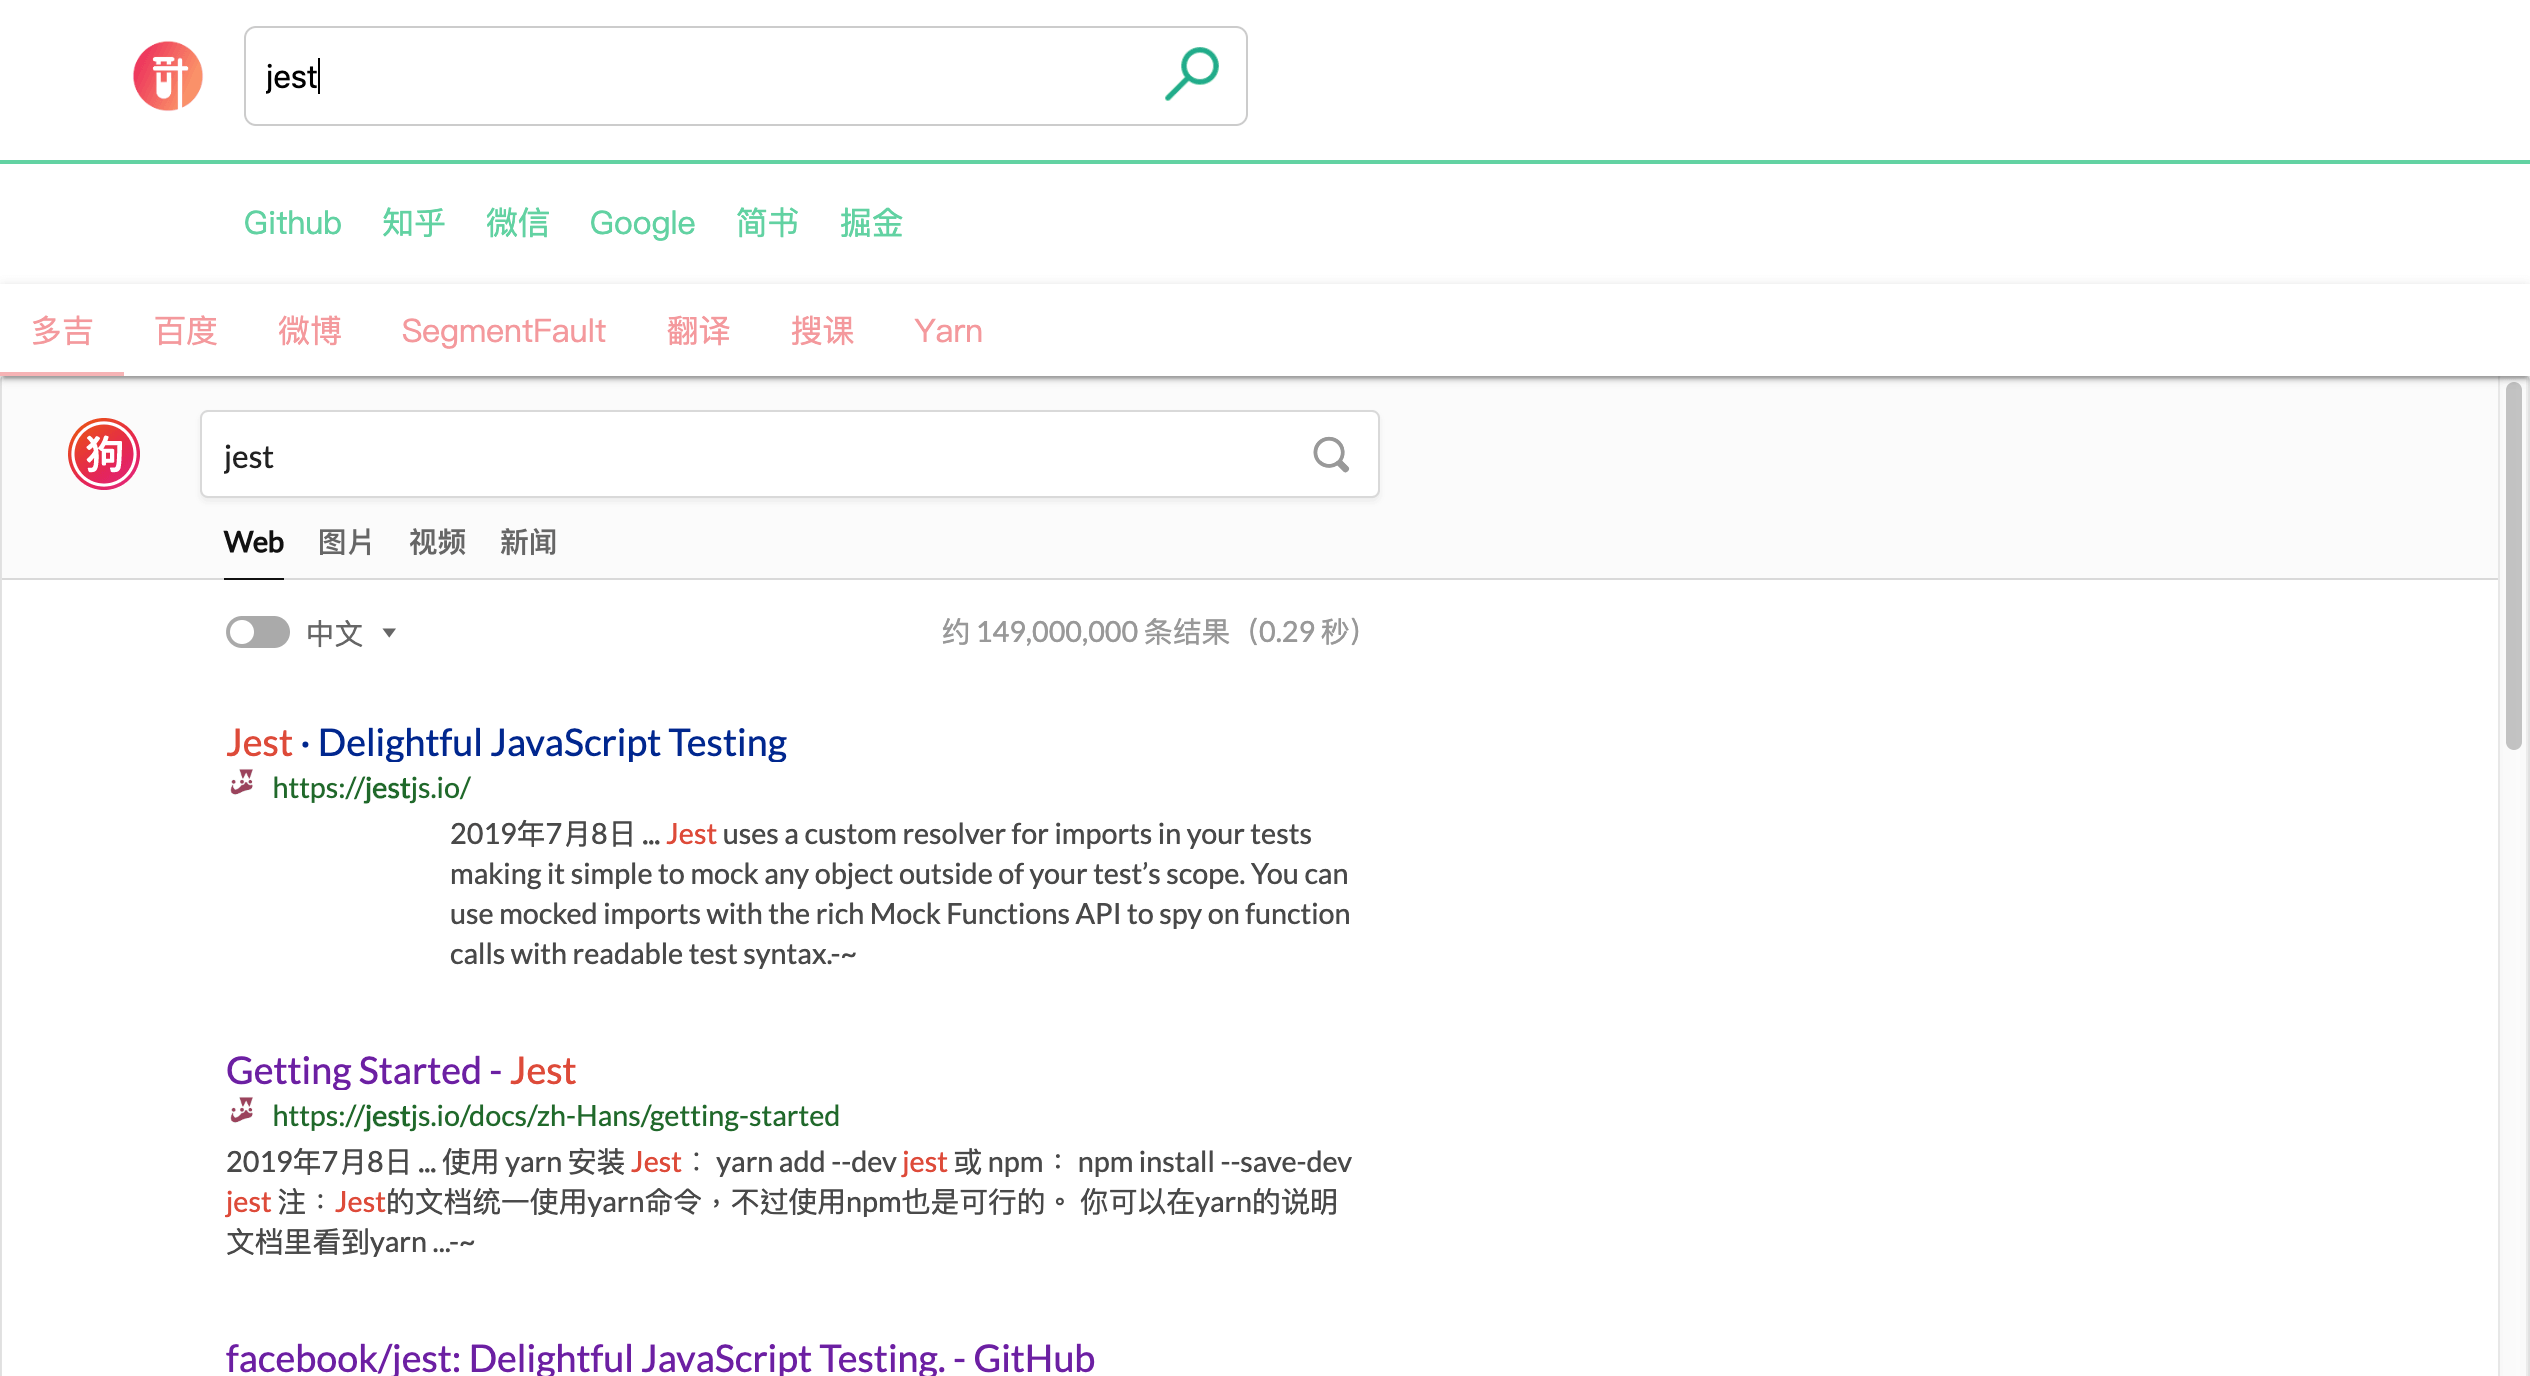 jest
Github 知乎 微信 Google 简书 掘金
多吉 百度 微博 SegmentFault 翻译 搜课 Yarn
狗 jest
Web 图片 视频 新闻
中文 约 149,000,000 条结果（0.29 秒）
Jest · Delightful JavaScript Testing
https://jestjs.io/
2019年7月8日 ... Jest uses a custom resolver for imports in your tests
making it simple to mock any object outside of your test’s scope. You can
use mocked imports with the rich Mock Functions API to spy on function
calls with readable test syntax.-~
Getting Started - Jest
https://jestjs.io/docs/zh-Hans/getting-started
2019年7月8日 ... 使用 yarn 安装 Jest： yarn add --dev jest 或 npm： npm install --save-dev
jest 注：Jest的文档统一使用yarn命令，不过使用npm也是可行的。 你可以在yarn的说明
文档里看到yarn ...-~
facebook/jest: Delightful JavaScript Testing. - GitHub